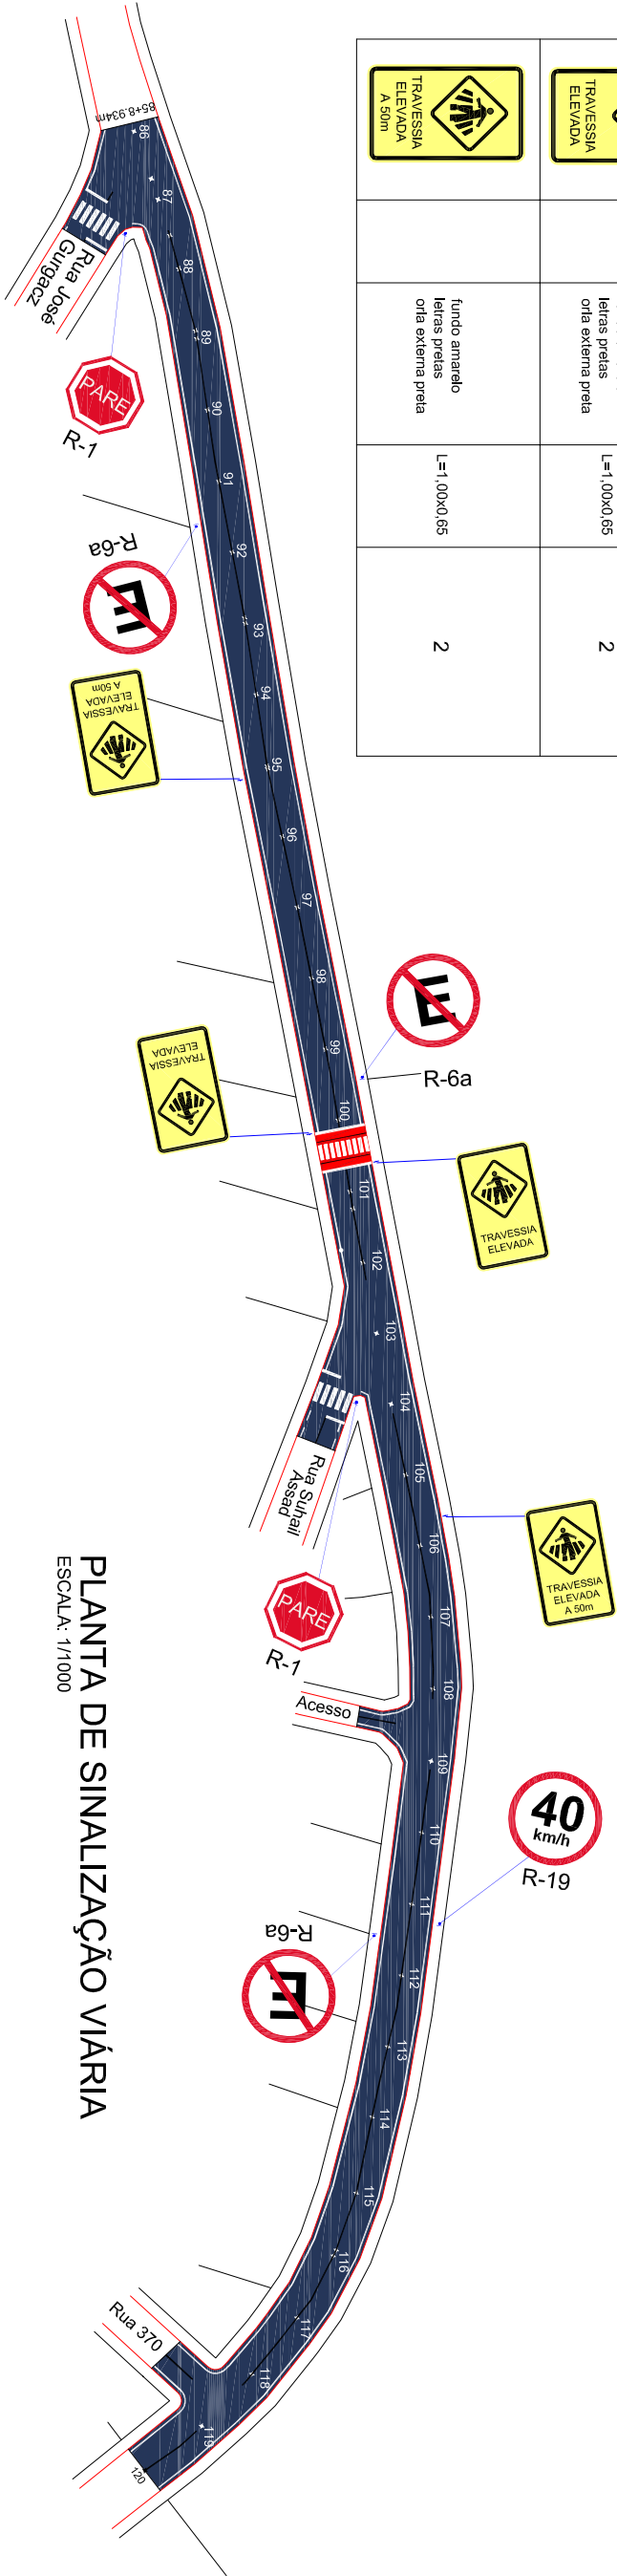 TRAVESSIA
ELEVADA
letras pretas
orla externa preta
L=1,00x0,65
2
TRAVESSIA
ELEVADA
A 50m
fundo amarelo
letras pretas
orla externa preta
L=1,00x0,65
2
85+8.934m
86
87
88
89
90
91
92
93
94
95
96
97
98
99
100
101
102
103
104
105
106
107
108
109
110
111
112
113
114
115
116
117
118
119
120
Rua José
Gurgacz
PARE
R-1
R-6a
E
TRAVESSIA
ELEVADA
A 50m
E
R-6a
TRAVESSIA
ELEVADA
TRAVESSIA
ELEVADA
Rua Suhail
Assad
PARE
R-1
TRAVESSIA
ELEVADA
A 50m
Acesso
40
km/h
R-19
R-6a
E
Rua 370
PLANTA DE SINALIZAÇÃO VIÁRIA
ESCALA: 1/1000